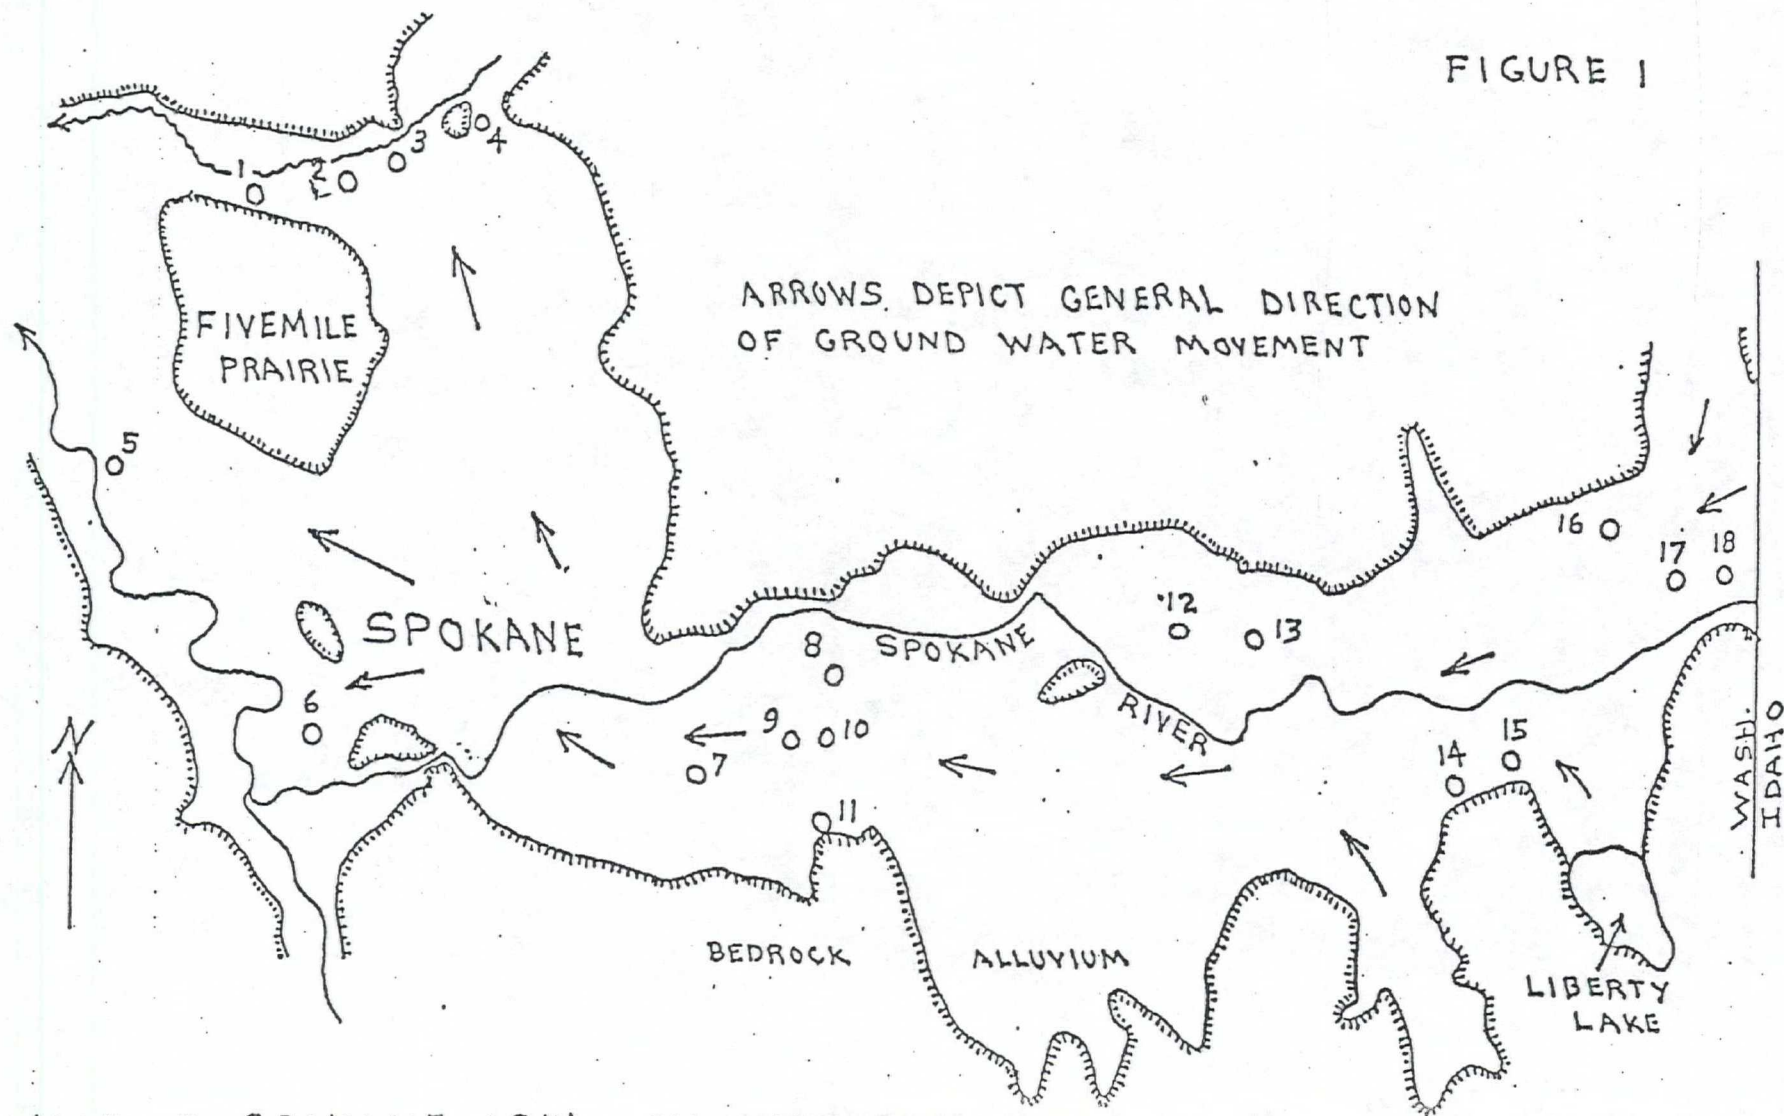 FIGURE 1
ARROWS DEPICT GENERAL DIRECTION
OF GROUND WATER MOVEMENT
1
2
3
4
FIVEMILE
PRAIRIE
5
16
17
18
SPOKANE
12
13
8
SPOKANE
RIVER
6
9
10
7
14
15
WASH.
IDAHO
11
BEDROCK
ALLUVIUM
LIBERTY
LAKE